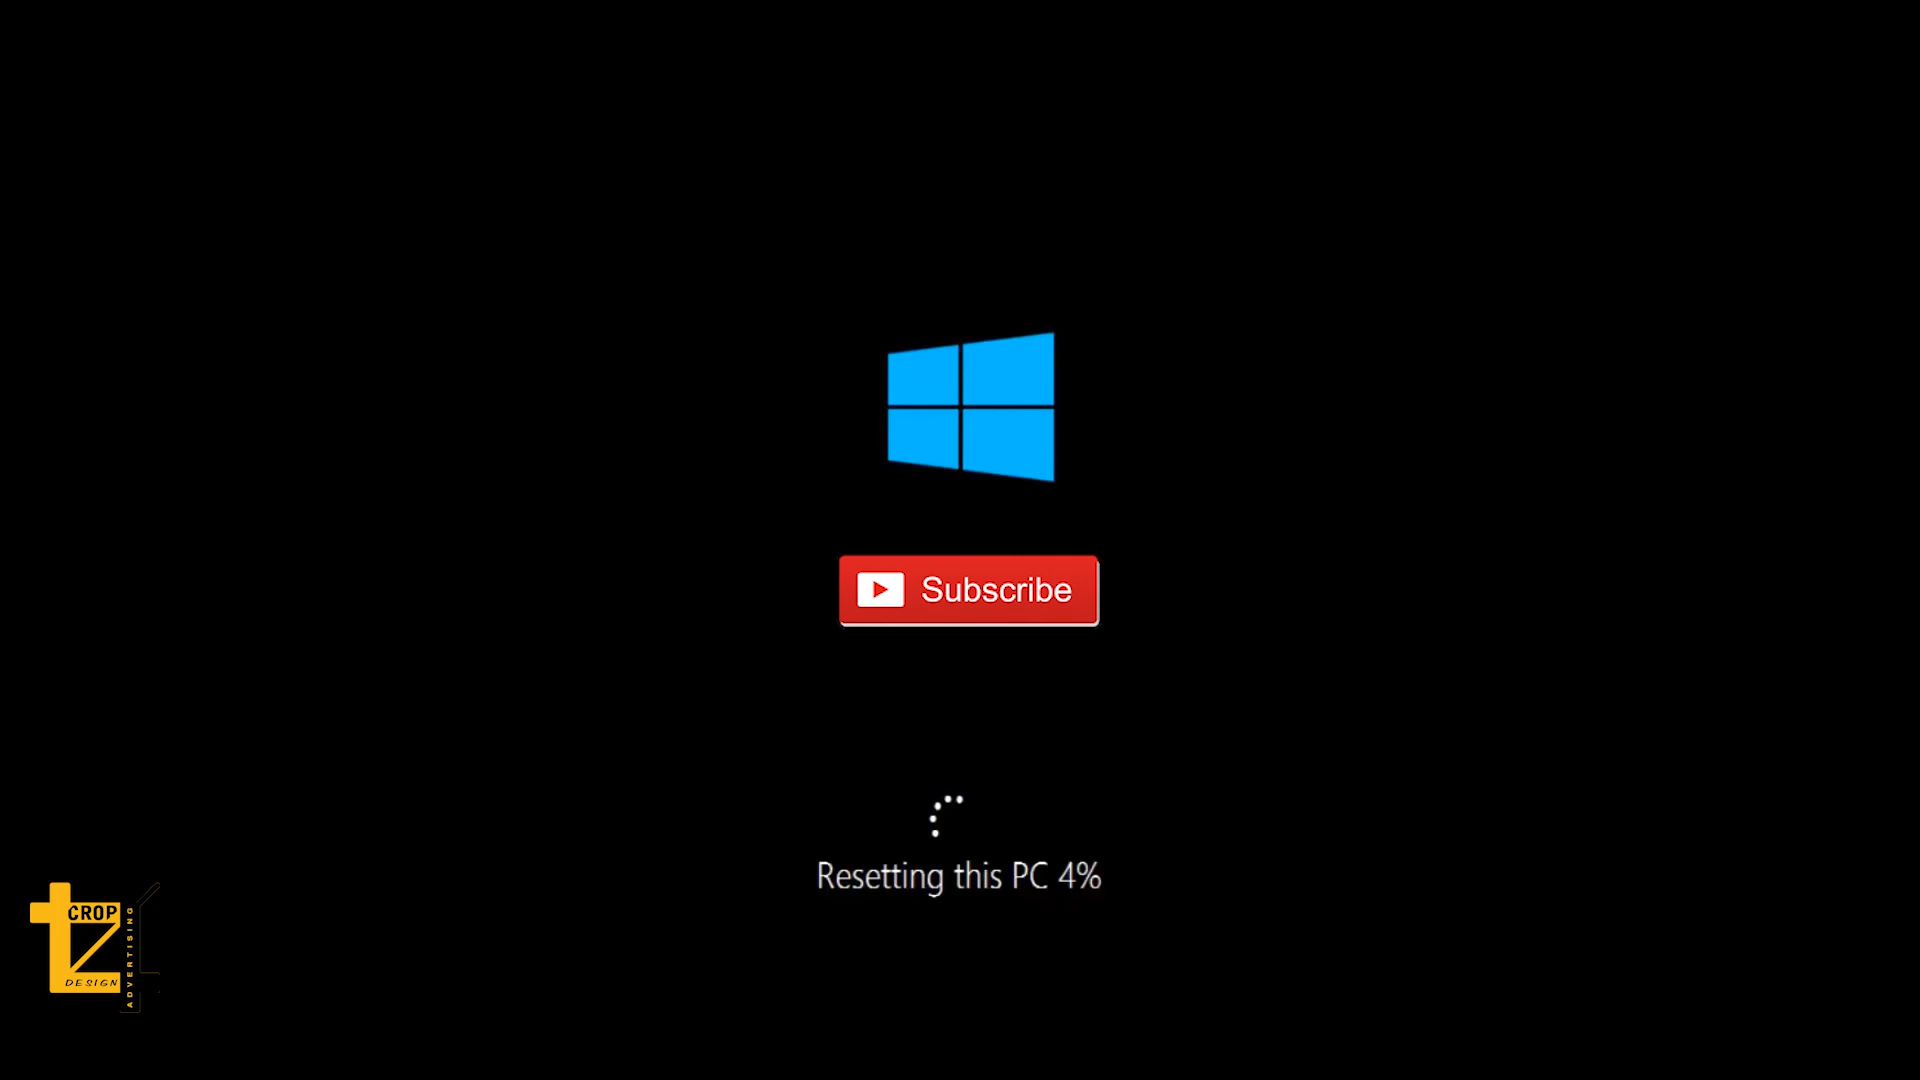 Subscribe
Resetting this PC 4%
CROP
DESIGN
ADVERTISING